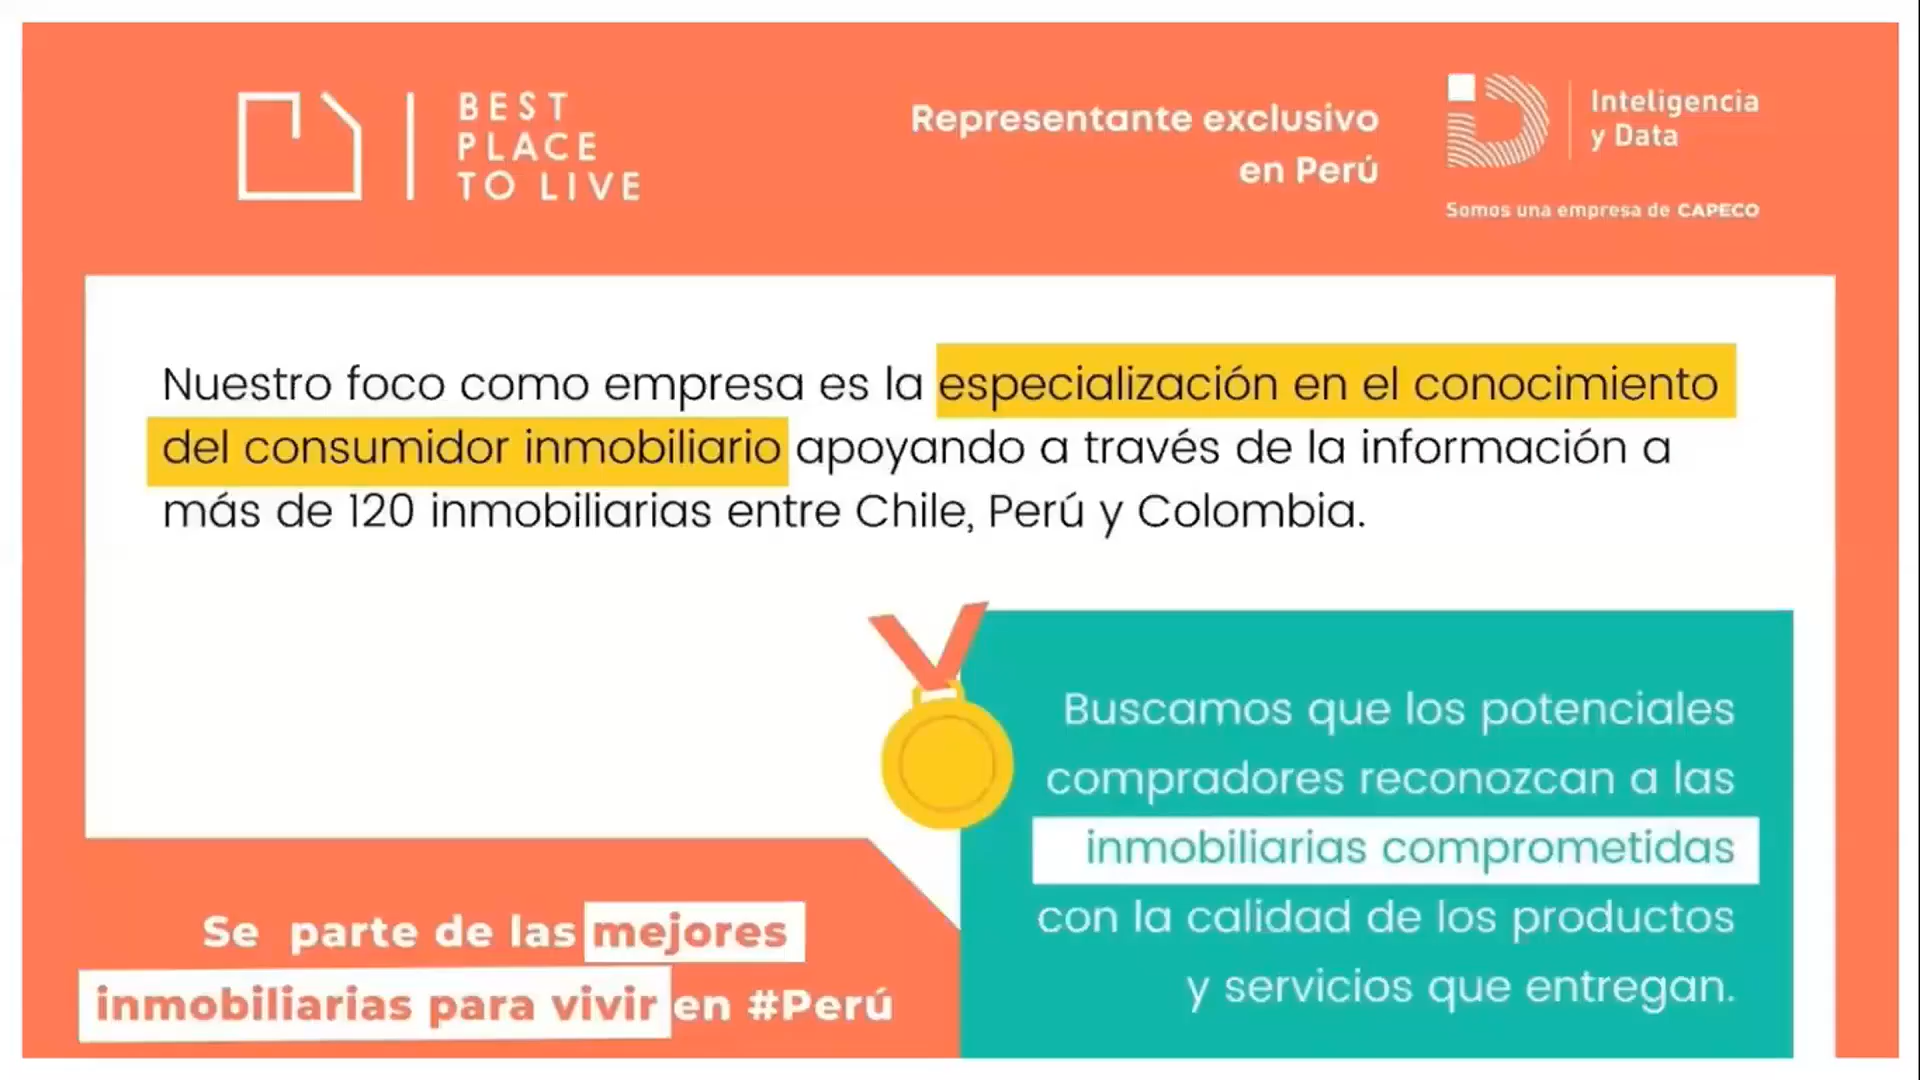 BEST
PLACE
TO LIVE
Representante exclusivo
en Perú
Inteligencia
y Data
Somos una empresa de CAPECO
Nuestro foco como empresa es la especialización en el conocimiento
del consumidor inmobiliario apoyando a través de la información a
más de 120 inmobiliarias entre Chile, Perú y Colombia.
Buscamos que los potenciales
compradores reconozcan a las
inmobiliarias comprometidas
con la calidad de los productos
y servicios que entregan.
Se parte de las mejores
inmobiliarias para vivir en #Perú